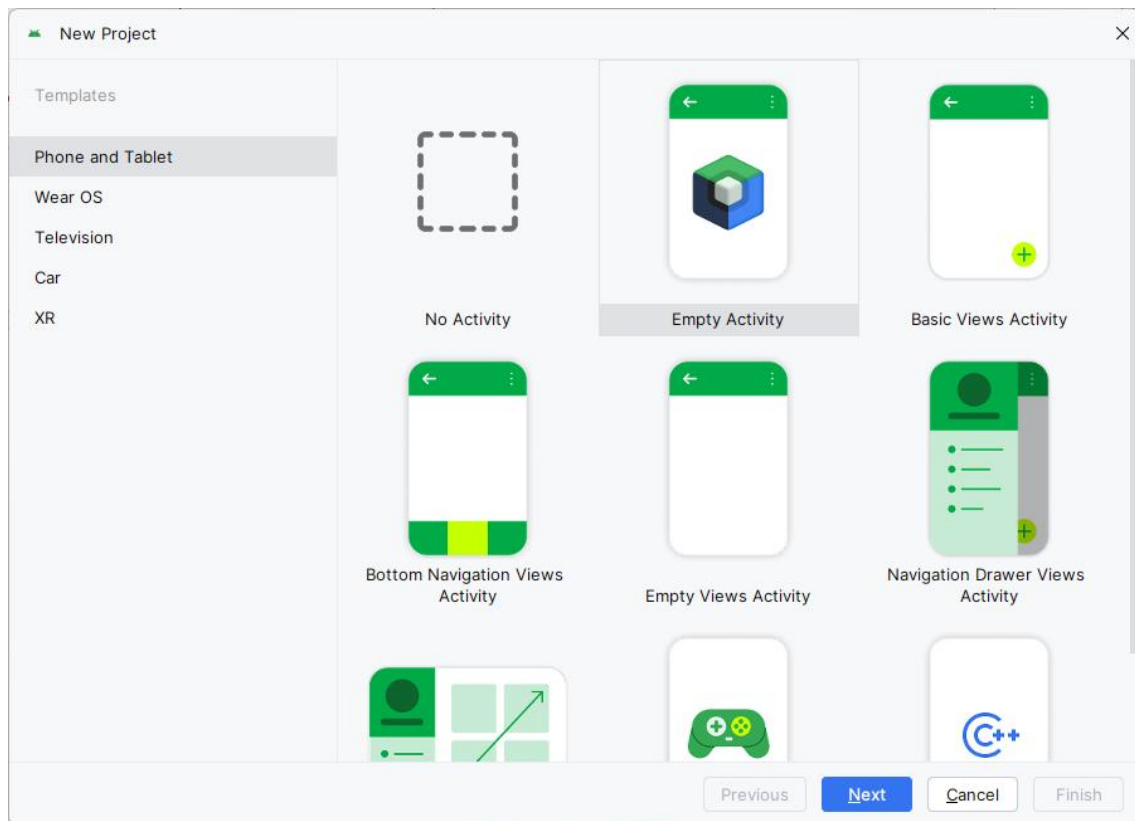 New Project
Templates
Phone and Tablet
Wear OS
Television
Car
XR
No Activity
Empty Activity
Basic Views Activity
Bottom Navigation Views
Activity
Empty Views Activity
Navigation Drawer Views
Activity
C++
Previous
Next
Cancel
Finish